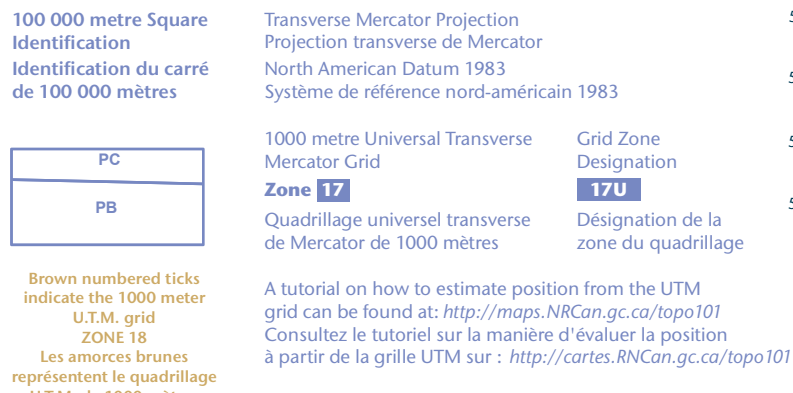 100 000 metre Square
Identification
Identification du carré
de 100 000 mètres
PC
PB
Brown numbered ticks
indicate the 1000 meter
U.T.M. grid
ZONE 18
Les amorces brunes
représentent le quadrillage
Transverse Mercator Projection
Projection transverse de Mercator
North American Datum 1983
Système de référence nord-américain 1983
1000 metre Universal Transverse
Mercator Grid
Zone 17
Quadrillage universel transverse
de Mercator de 1000 mètres
Grid Zone
Designation
17U
Désignation de la
zone du quadrillage
A tutorial on how to estimate position from the UTM
grid can be found at: http://maps.NRCan.gc.ca/topo101
Consultez le tutoriel sur la manière d'évaluer la position
à partir de la grille UTM sur : http://cartes.RNCan.gc.ca/topo101